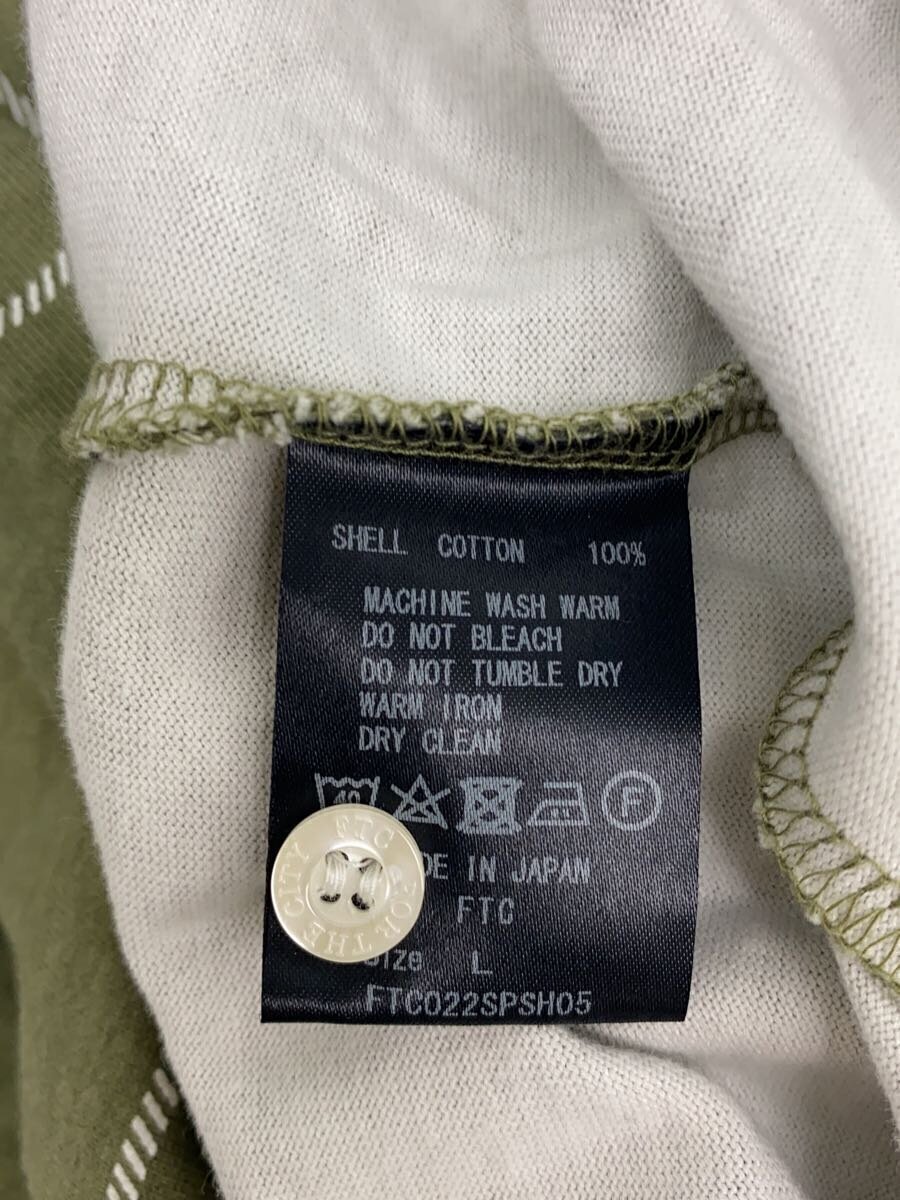 SHELL COTTON 100%
MACHINE WASH WARM
DO NOT BLEACH
DO NOT TUMBLE DRY
WARM IRON
DRY CLEAN
40
F
DE IN JAPAN
FTC
Size L
FTC022SPSH05
FTC FOR THE CITY